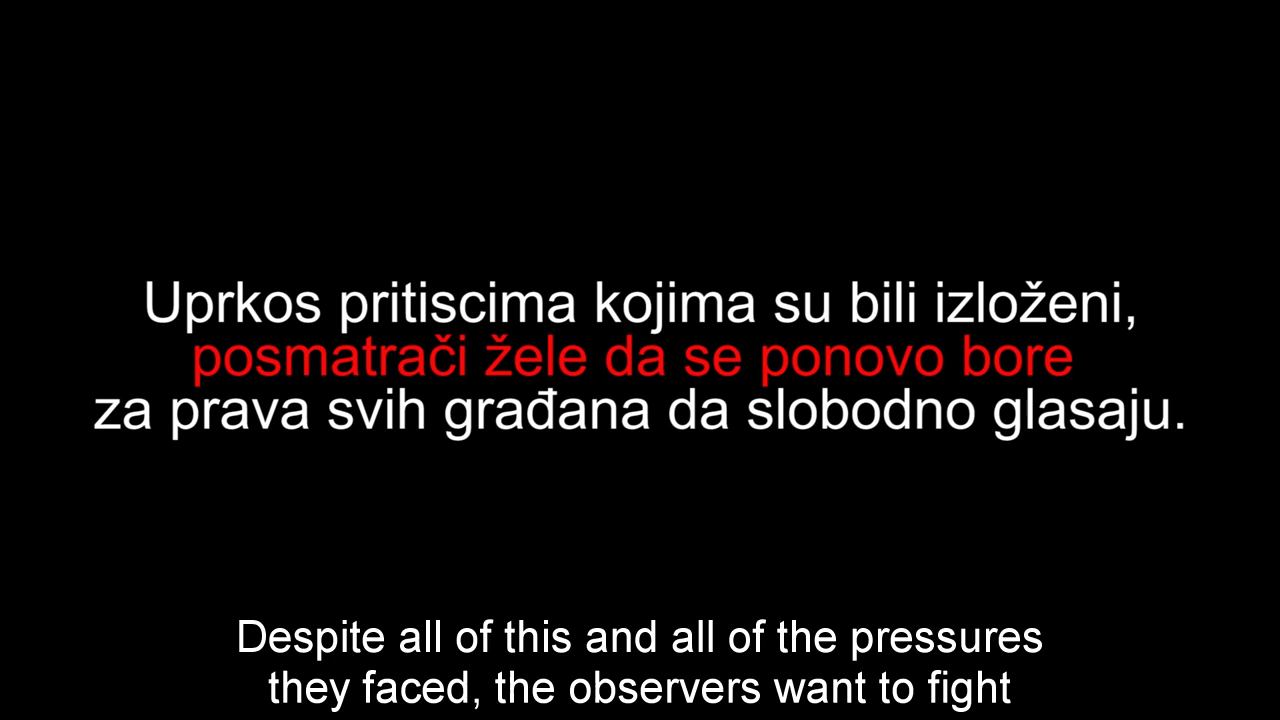 Uprkos pritiscima kojima su bili izloženi,
posmatrači žele da se ponovo bore
za prava svih građana da slobodno glasaju.
Despite all of this and all of the pressures
they faced, the observers want to fight